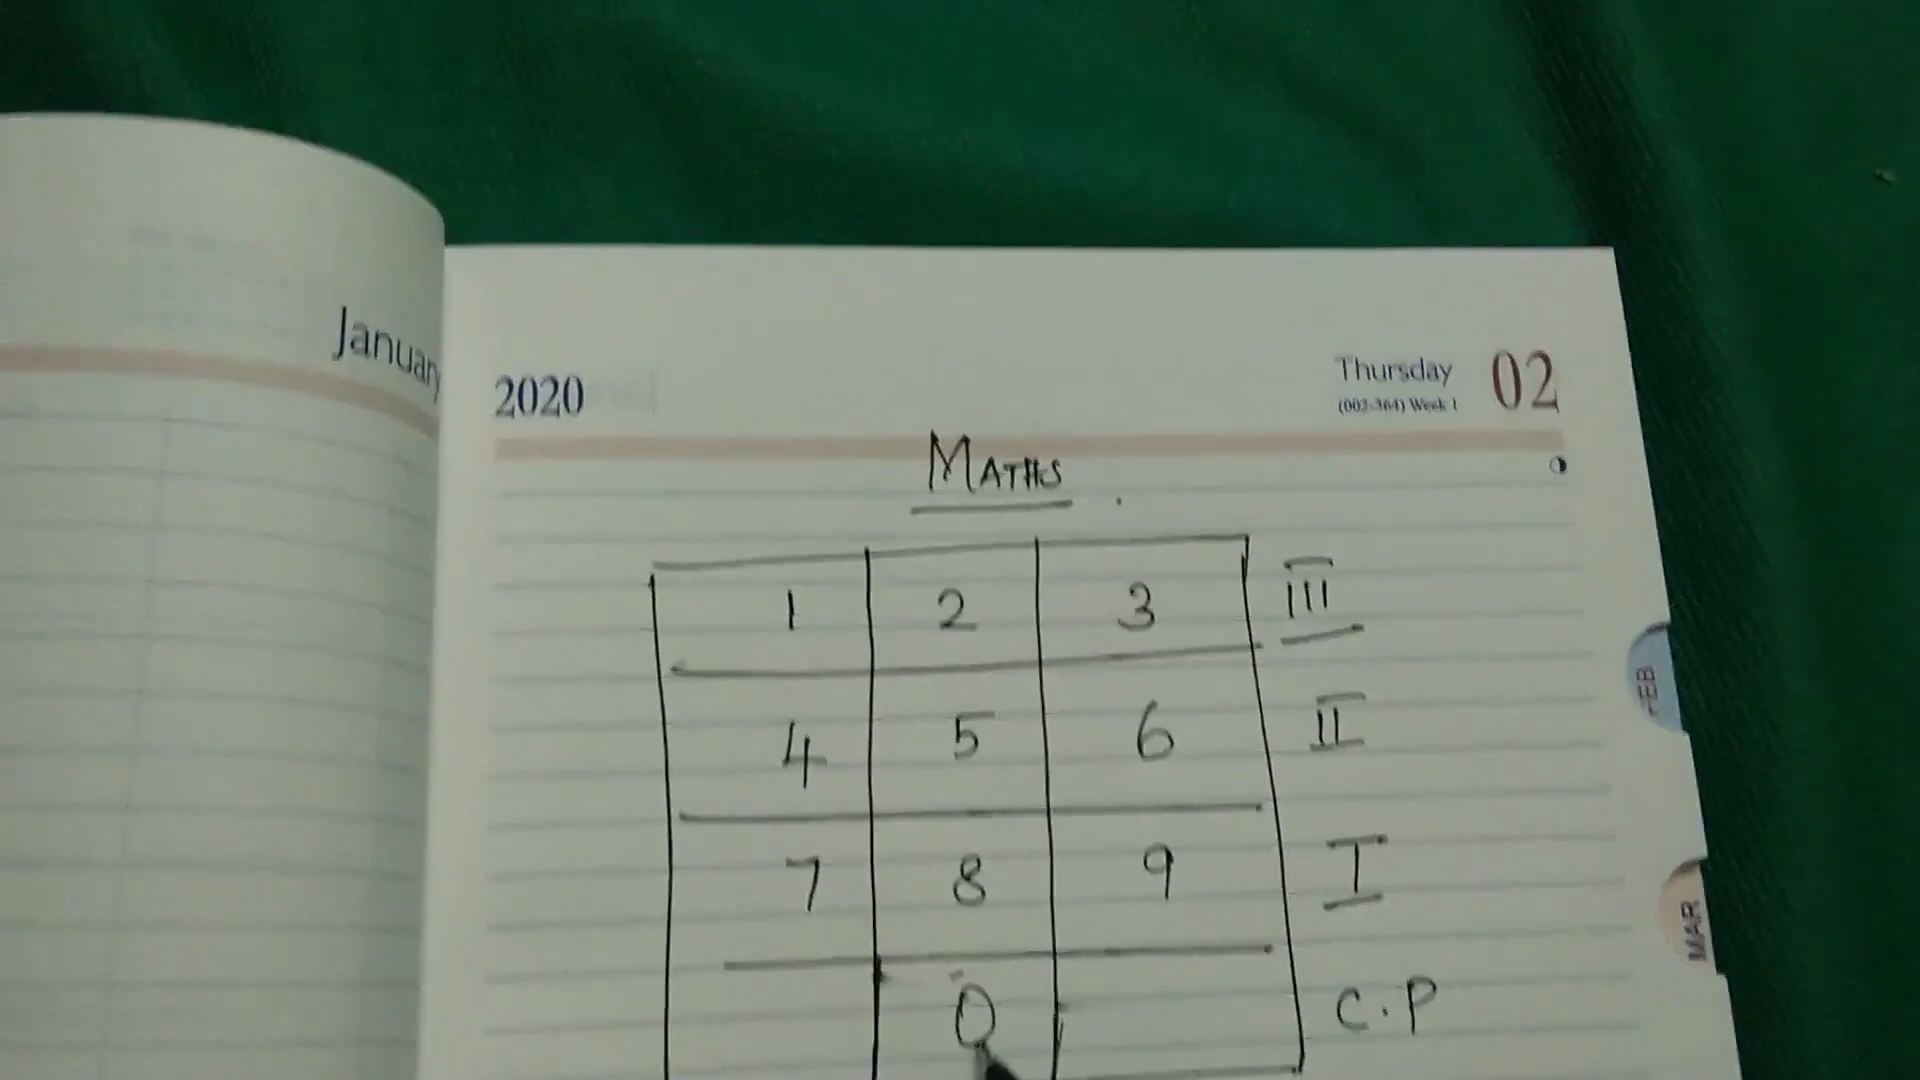 January
2020
Thursday 02
(002-364) Week 1
MATHS
1 2 3 III
4 5 6 II
7 8 9 I
0 C.P
FEB
MAR